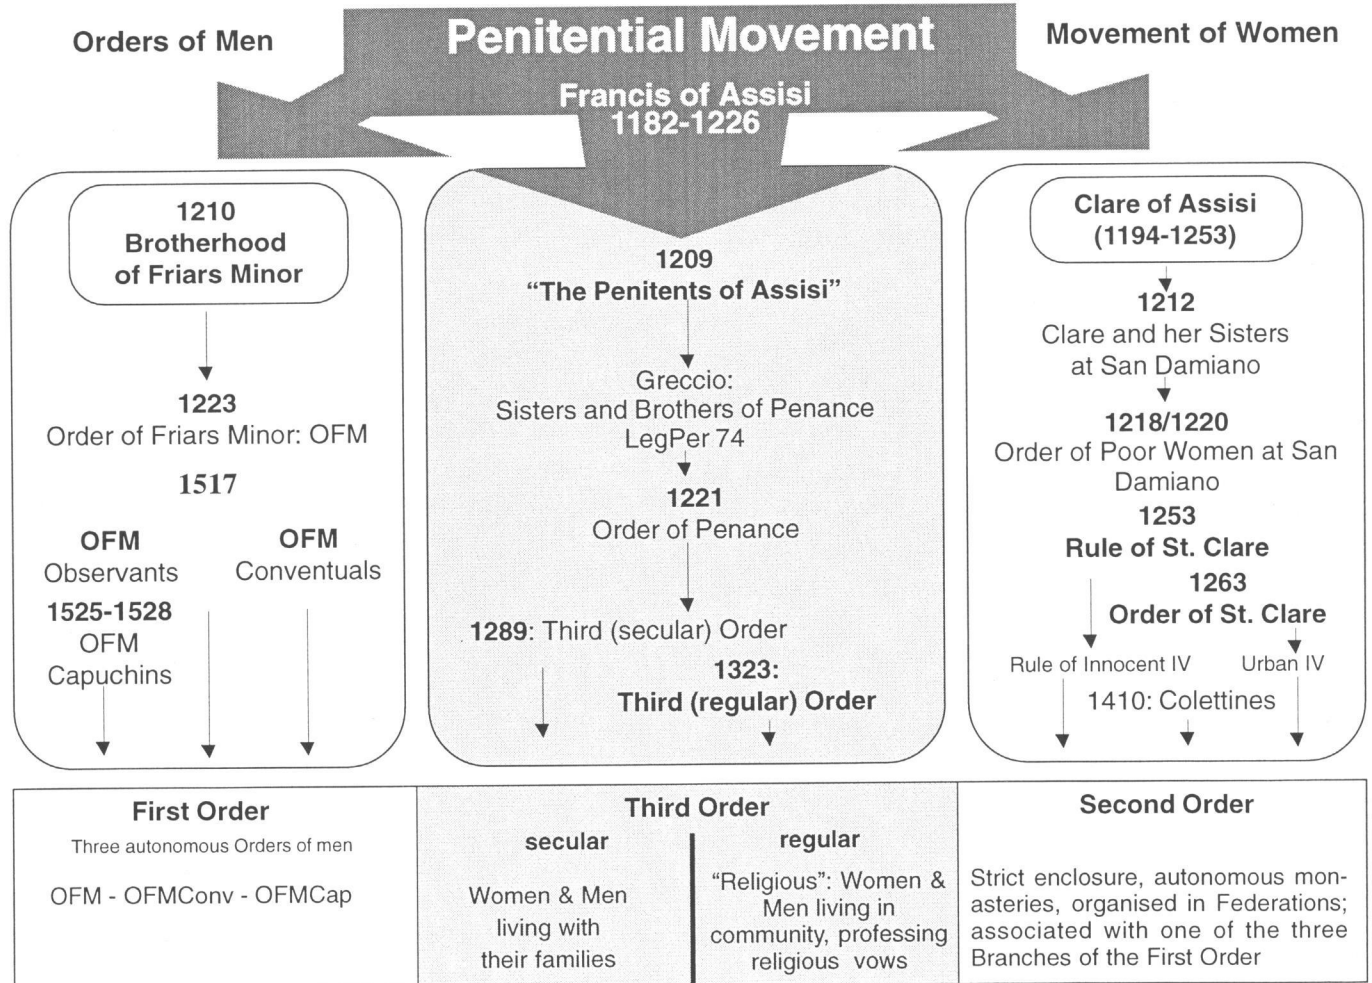 Orders of Men
Penitential Movement
Movement of Women
Francis of Assisi
1182-1226
1210
Brotherhood
of Friars Minor
1223
Order of Friars Minor: OFM
1517
OFM
Observants
OFM
Conventuals
1525-1528
OFM
Capuchins
1209
“The Penitents of Assisi”
Greccio:
Sisters and Brothers of Penance
LegPer 74
1221
Order of Penance
1289: Third (secular) Order
1323:
Third (regular) Order
Clare of Assisi
(1194-1253)
1212
Clare and her Sisters
at San Damiano
1218/1220
Order of Poor Women at San
Damiano
1253
Rule of St. Clare
1263
Order of St. Clare
Rule of Innocent IV
Urban IV
1410: Colettines
First Order
Three autonomous Orders of men
OFM - OFMConv - OFMCap
Third Order
secular
Women & Men
living with
their families
regular
“Religious”: Women &
Men living in
community, professing
religious vows
Second Order
Strict enclosure, autonomous mon-
asteries, organised in Federations;
associated with one of the three
Branches of the First Order